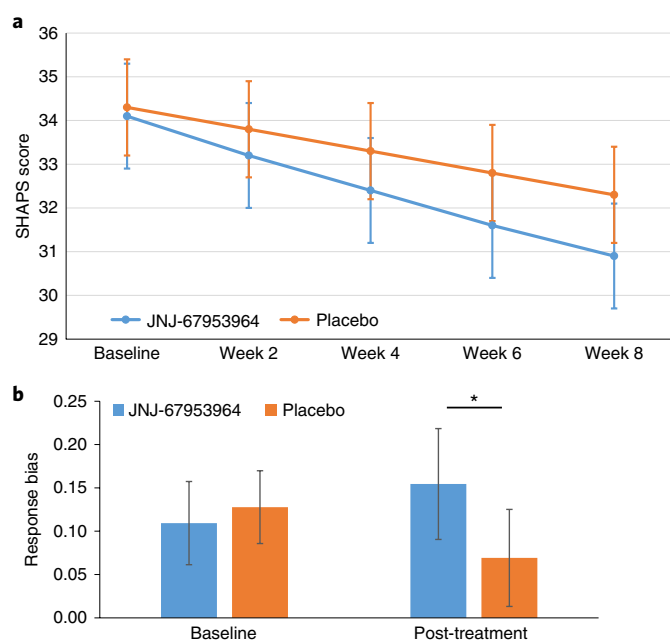 a
36
35
34
33
32
31
30
29
SHAPS score
JNJ-67953964 Placebo
Baseline Week 2 Week 4 Week 6 Week 8
b
0.25
0.20
0.15
0.10
0.05
0.00
Response bias
JNJ-67953964 Placebo
*
Baseline Post-treatment